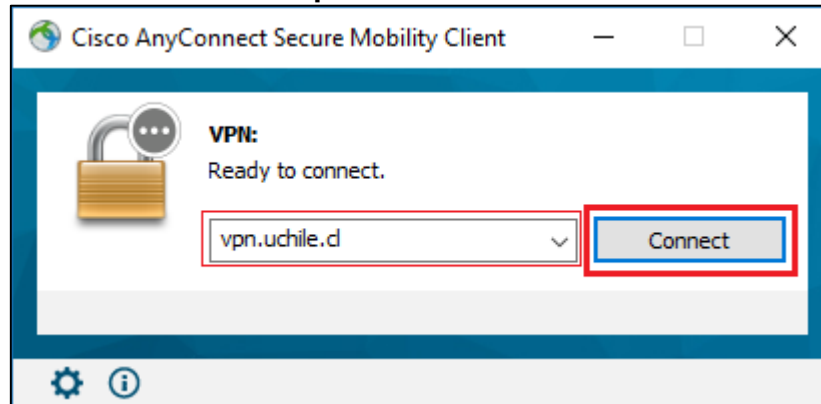 Cisco AnyConnect Secure Mobility Client
VPN:
Ready to connect.
vpn.uchile.cl
Connect